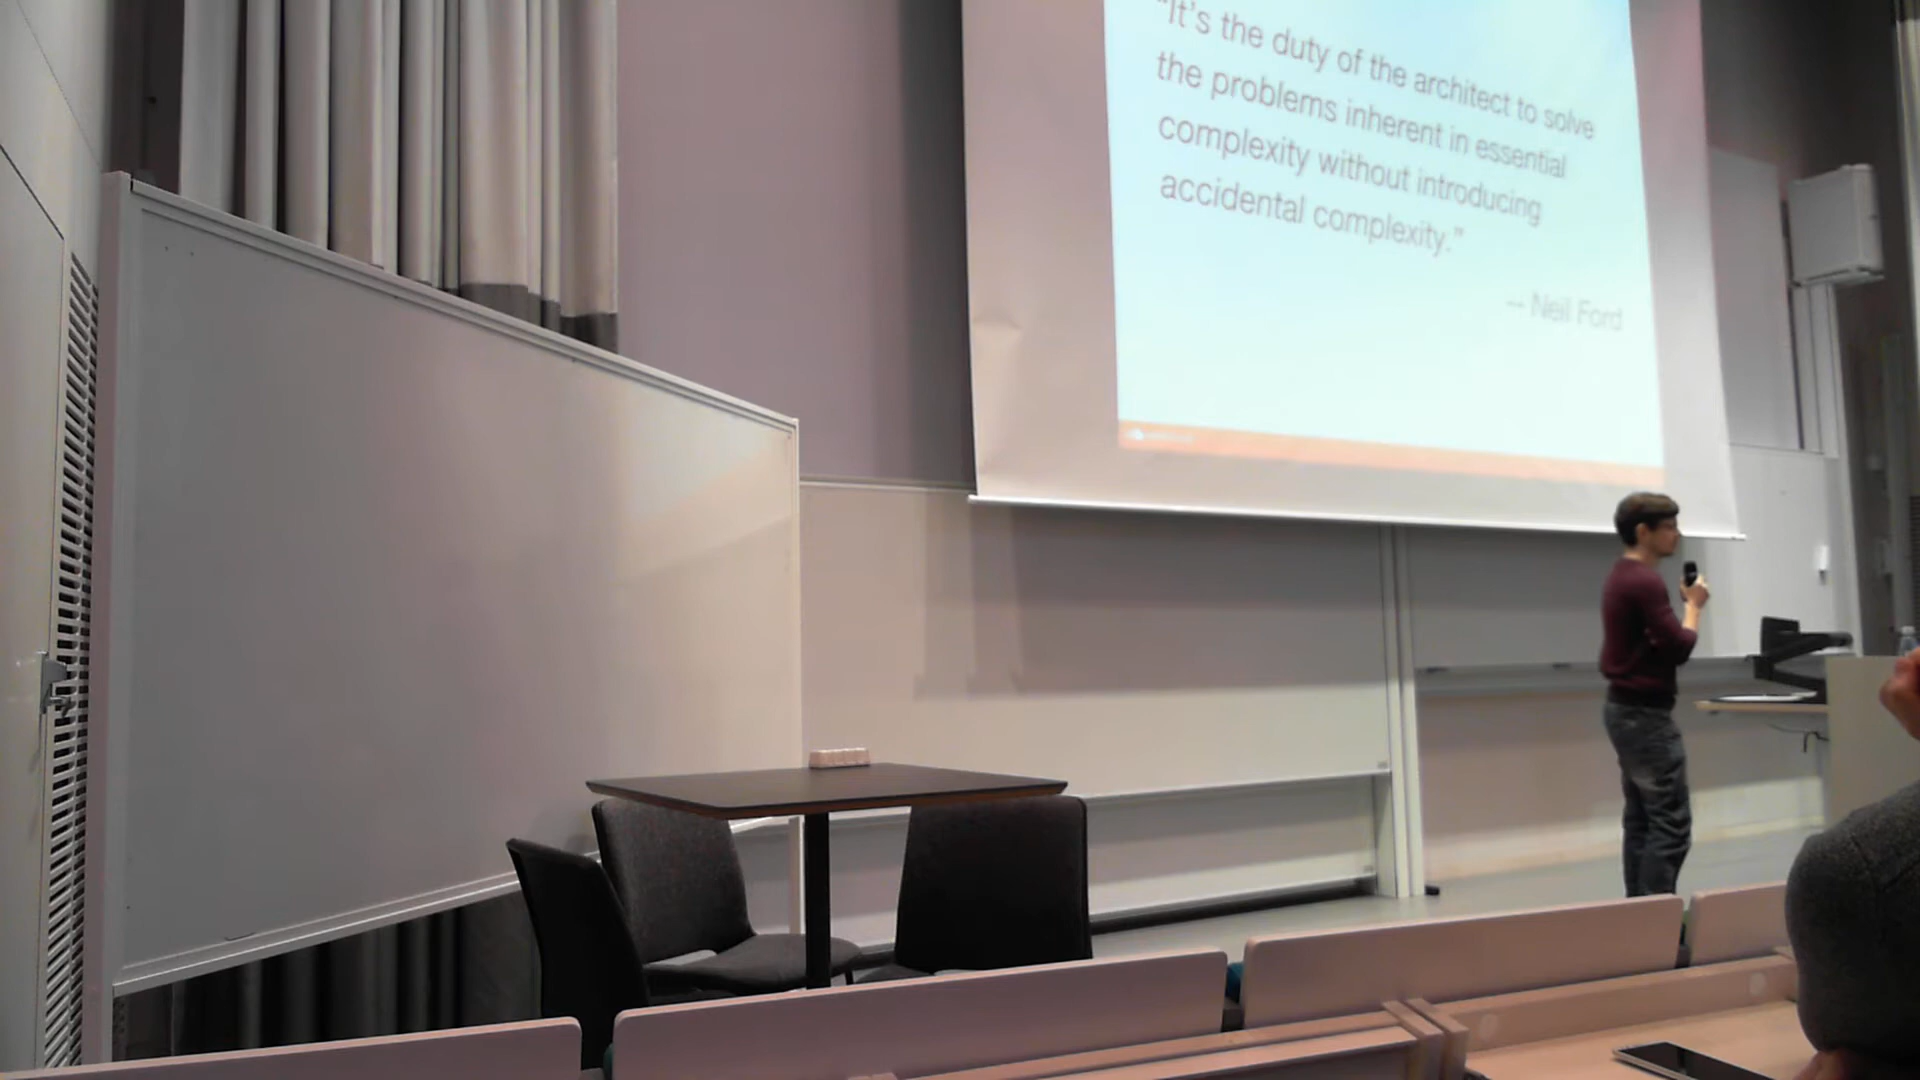 "It's the duty of the architect to solve
the problems inherent in essential
complexity without introducing
accidental complexity."
-- Neil Ford